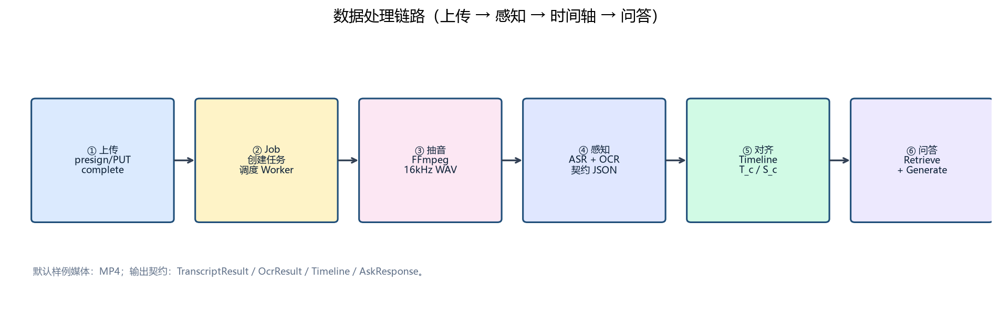 数据处理链路（上传 → 感知 → 时间轴 → 问答）
① 上传
presign/PUT
complete
② Job
创建任务
调度 Worker
③ 抽音
FFmpeg
16kHz WAV
④ 感知
ASR + OCR
契约 JSON
⑤ 对齐
Timeline
T_c / S_c
⑥ 问答
Retrieve
+ Generate
默认样例媒体：MP4；输出契约：TranscriptResult / OcrResult / Timeline / AskResponse。